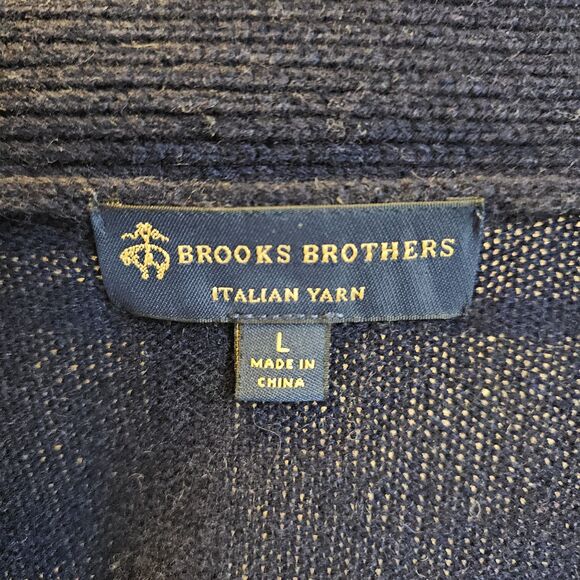 BROOKS BROTHERS
ITALIAN YARN
L
MADE IN
CHINA